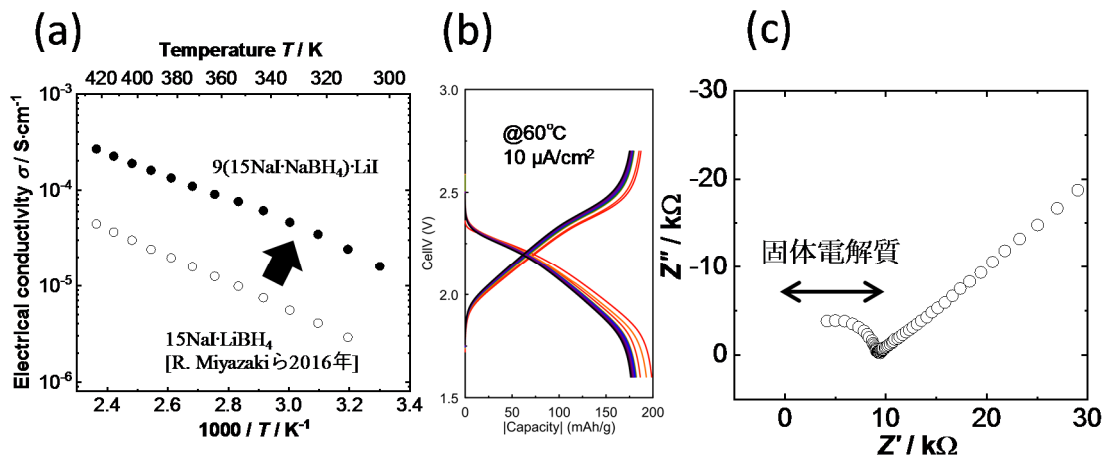 (a)
Temperature T / K
420 400 380 360 340 320 300
10⁻³
10⁻⁴
10⁻⁵
10⁻⁶
Electrical conductivity σ / S·cm⁻¹
9(15NaI·NaBH₄)·LiI
15NaI·LiBH₄
[R. Miyazakiら2016年]
2.4 2.6 2.8 3.0 3.2 3.4
1000 / T / K⁻¹
(b)
@60℃
10 μA/cm²
3.0
2.5
2.0
1.5
Cell V (V)
0 50 100 150 200
|Capacity| (mAh/g)
(c)
-30
-20
-10
0
Z'' / kΩ
固体電解質
0 10 20 30
Z' / kΩ